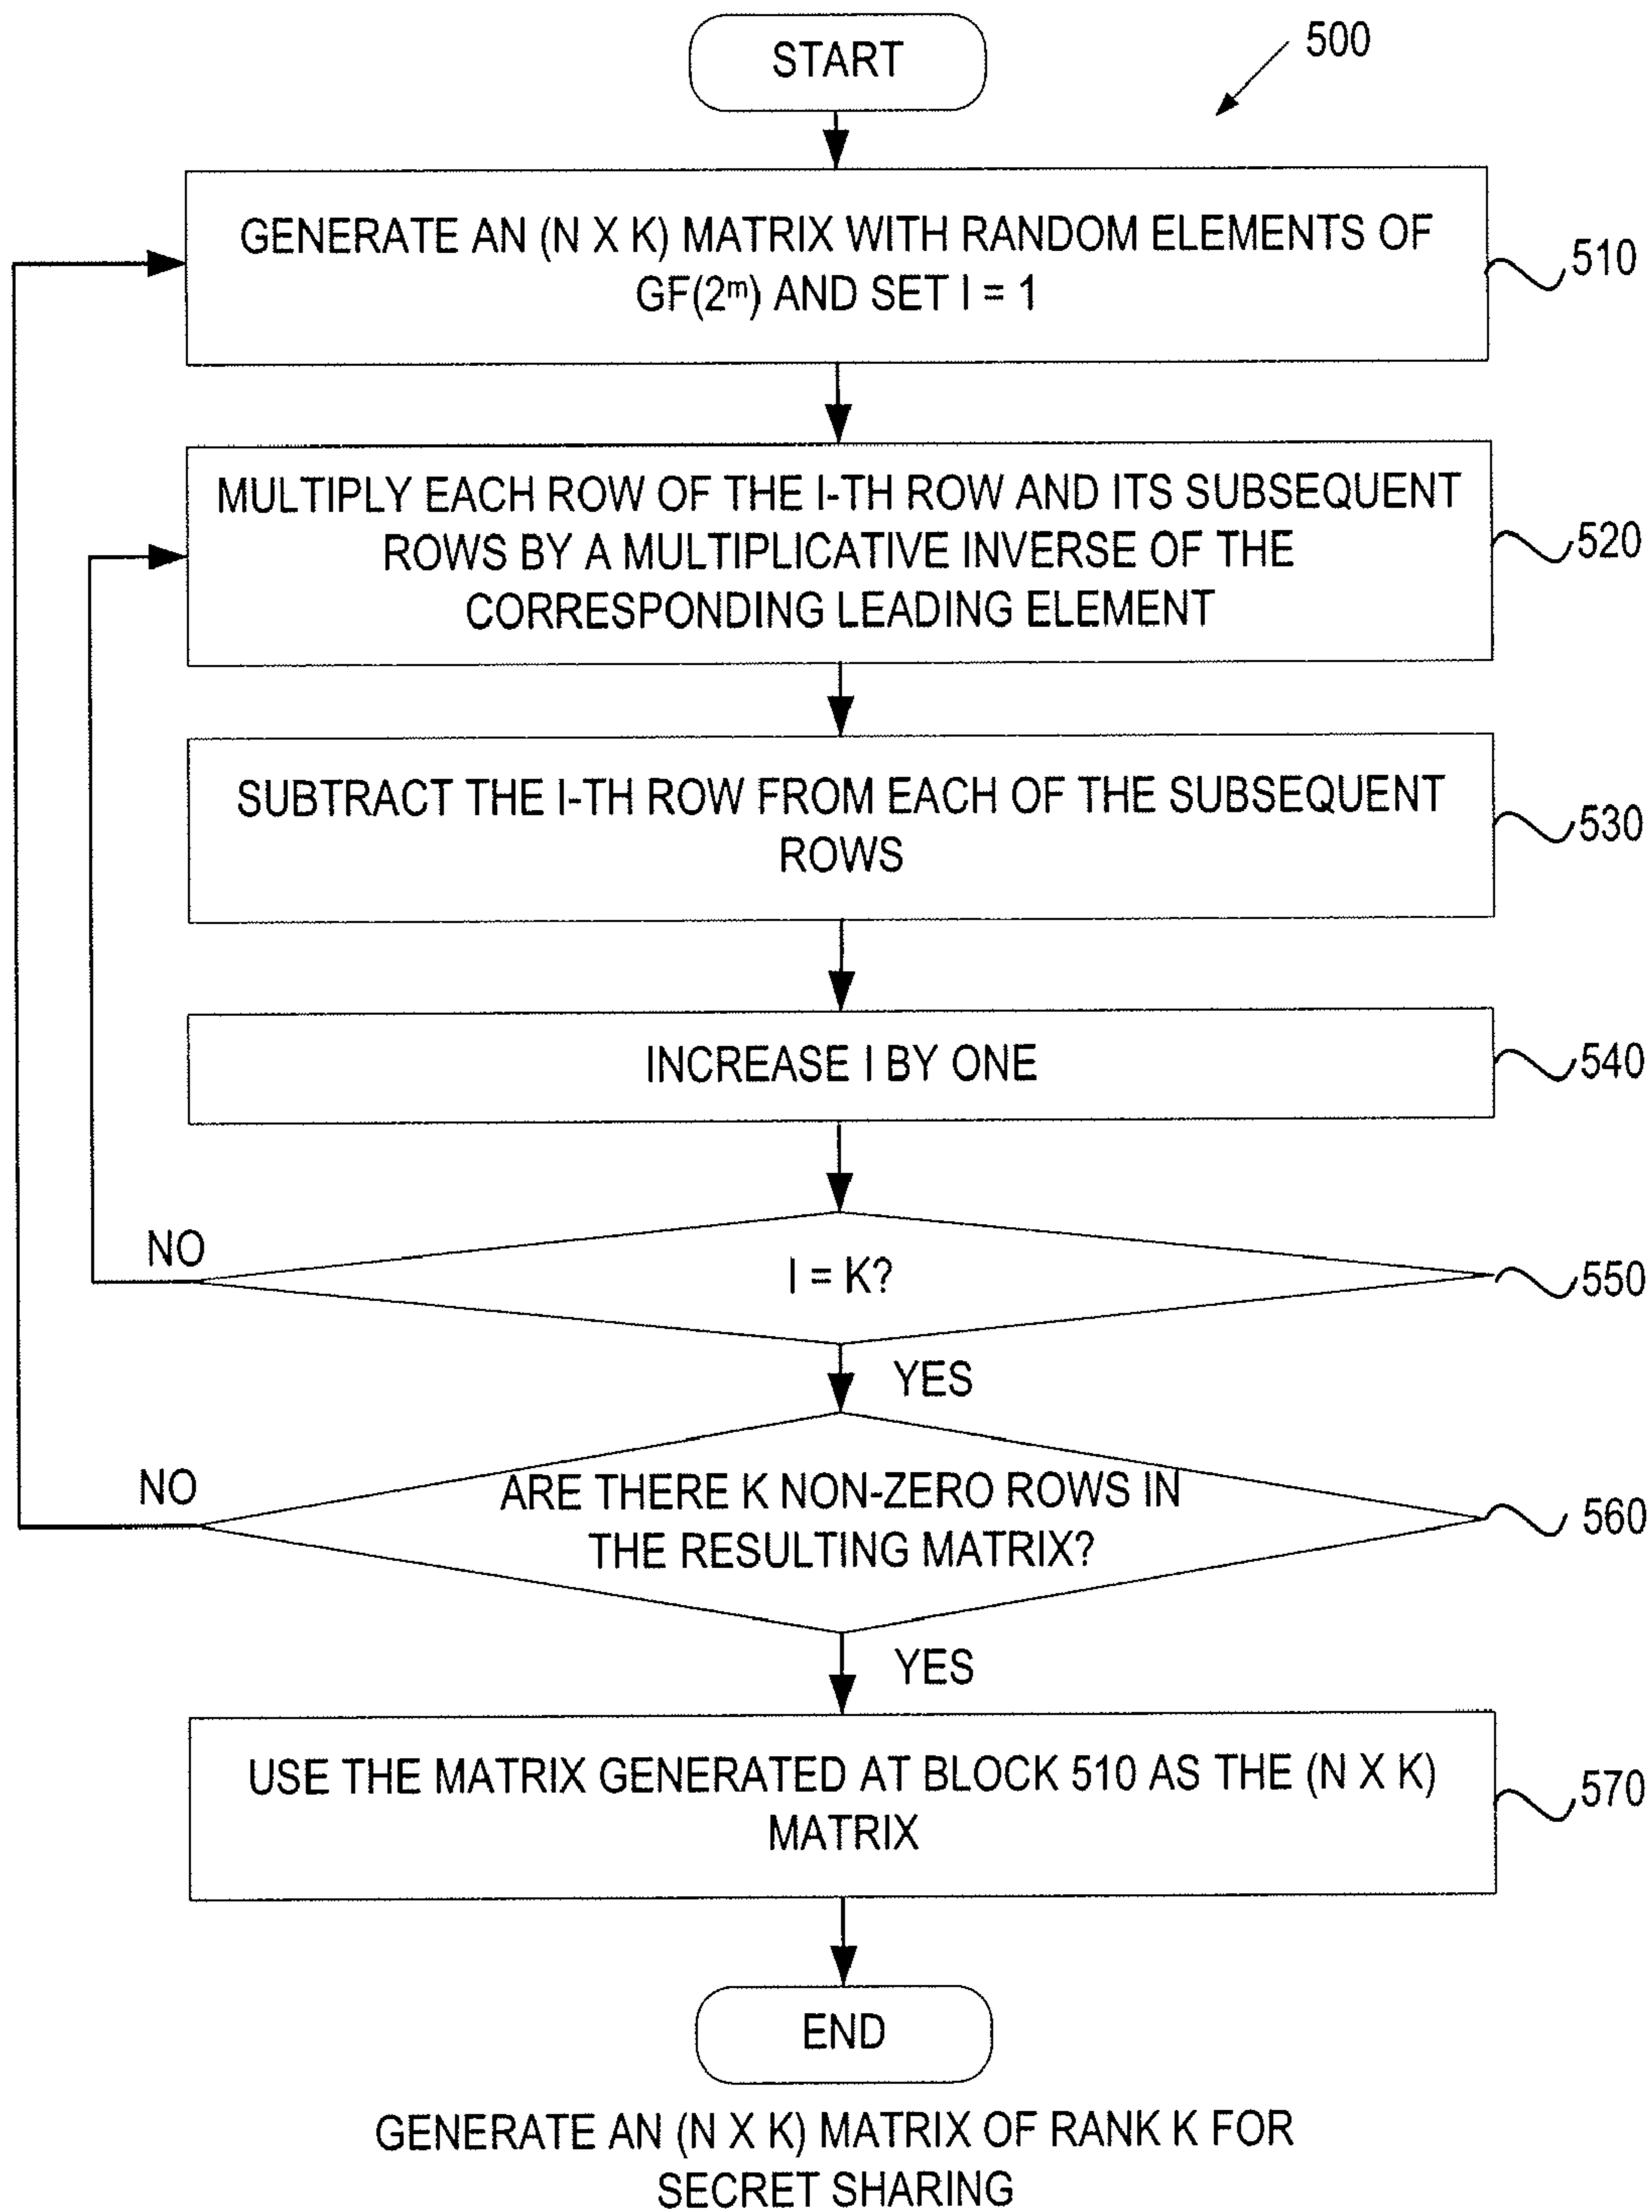 START
500
GENERATE AN (N X K) MATRIX WITH RANDOM ELEMENTS OF
GF(2ᵐ) AND SET I = 1
510
MULTIPLY EACH ROW OF THE I-TH ROW AND ITS SUBSEQUENT
ROWS BY A MULTIPLICATIVE INVERSE OF THE
CORRESPONDING LEADING ELEMENT
520
SUBTRACT THE I-TH ROW FROM EACH OF THE SUBSEQUENT
ROWS
530
INCREASE I BY ONE
540
NO
I = K?
550
YES
NO
ARE THERE K NON-ZERO ROWS IN
THE RESULTING MATRIX?
560
YES
USE THE MATRIX GENERATED AT BLOCK 510 AS THE (N X K)
MATRIX
570
END
GENERATE AN (N X K) MATRIX OF RANK K FOR
SECRET SHARING